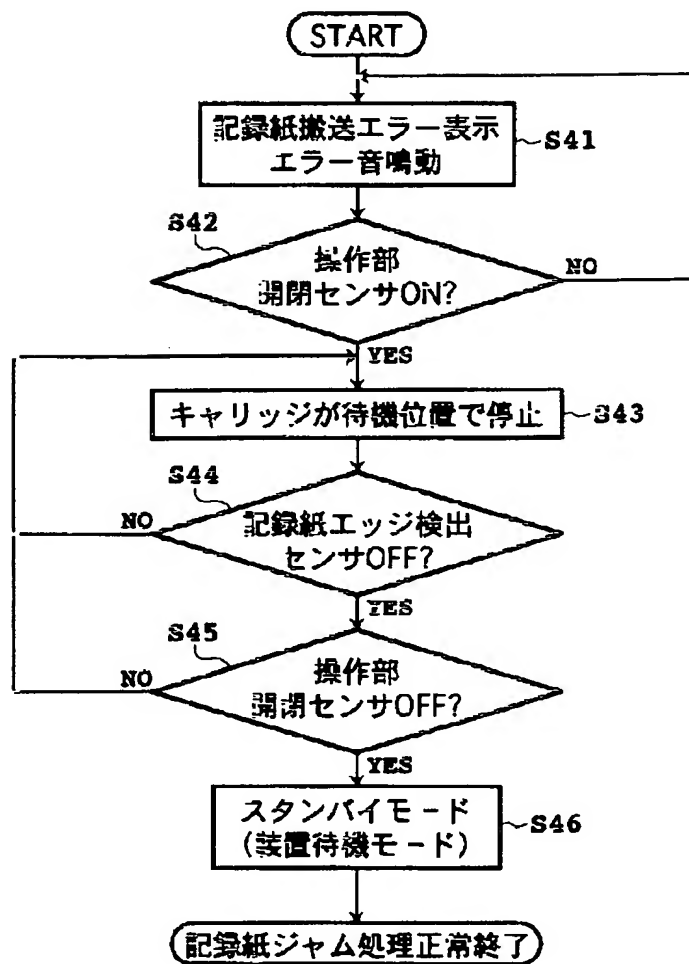 START
記録紙搬送エラー表示
エラー音鳴動
S41
S42
操作部
開閉センサON?
NO
YES
キャリッジが待機位置で停止
S43
S44
NO
記録紙エッジ検出
センサOFF?
YES
S45
NO
操作部
開閉センサOFF?
YES
スタンバイモード
(装置待機モード)
S46
記録紙ジャム処理正常終了